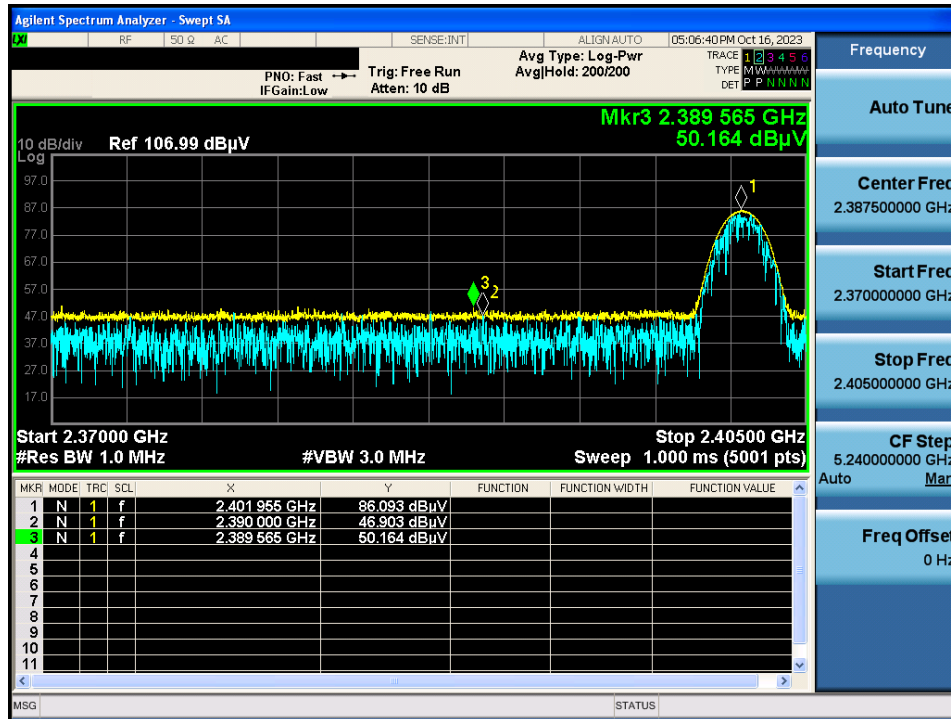 Agilent Spectrum Analyzer - Swept SA
LXI RF 50 Ω AC SENSE:INT ALIGN AUTO 05:06:40 PM Oct 16, 2023
PNO: Fast Trig: Free Run Avg Type: Log-Pwr TRACE 1 2 3 4 5 6
IFGain:Low Atten: 10 dB Avg|Hold: 200/200 TYPE M W
DET P P N N N N
Mkr3 2.389 565 GHz
50.164 dBµV
10 dB/div Ref 106.99 dBµV
Log
97.0
87.0
77.0
67.0
57.0
47.0
37.0
27.0
17.0
1
3
2
Start 2.37000 GHz Stop 2.40500 GHz
#Res BW 1.0 MHz #VBW 3.0 MHz Sweep 1.000 ms (5001 pts)
MKR MODE TRC SCL X Y FUNCTION FUNCTION WIDTH FUNCTION VALUE
1 N 1 f 2.401 955 GHz 86.093 dBµV
2 N 1 f 2.390 000 GHz 46.903 dBµV
3 N 1 f 2.389 565 GHz 50.164 dBµV
4
5
6
7
8
9
10
11
MSG STATUS
Frequency
Auto Tune
Center Freq
2.387500000 GHz
Start Freq
2.370000000 GHz
Stop Freq
2.405000000 GHz
CF Step
5.240000000 GHz
Auto Man
Freq Offset
0 Hz